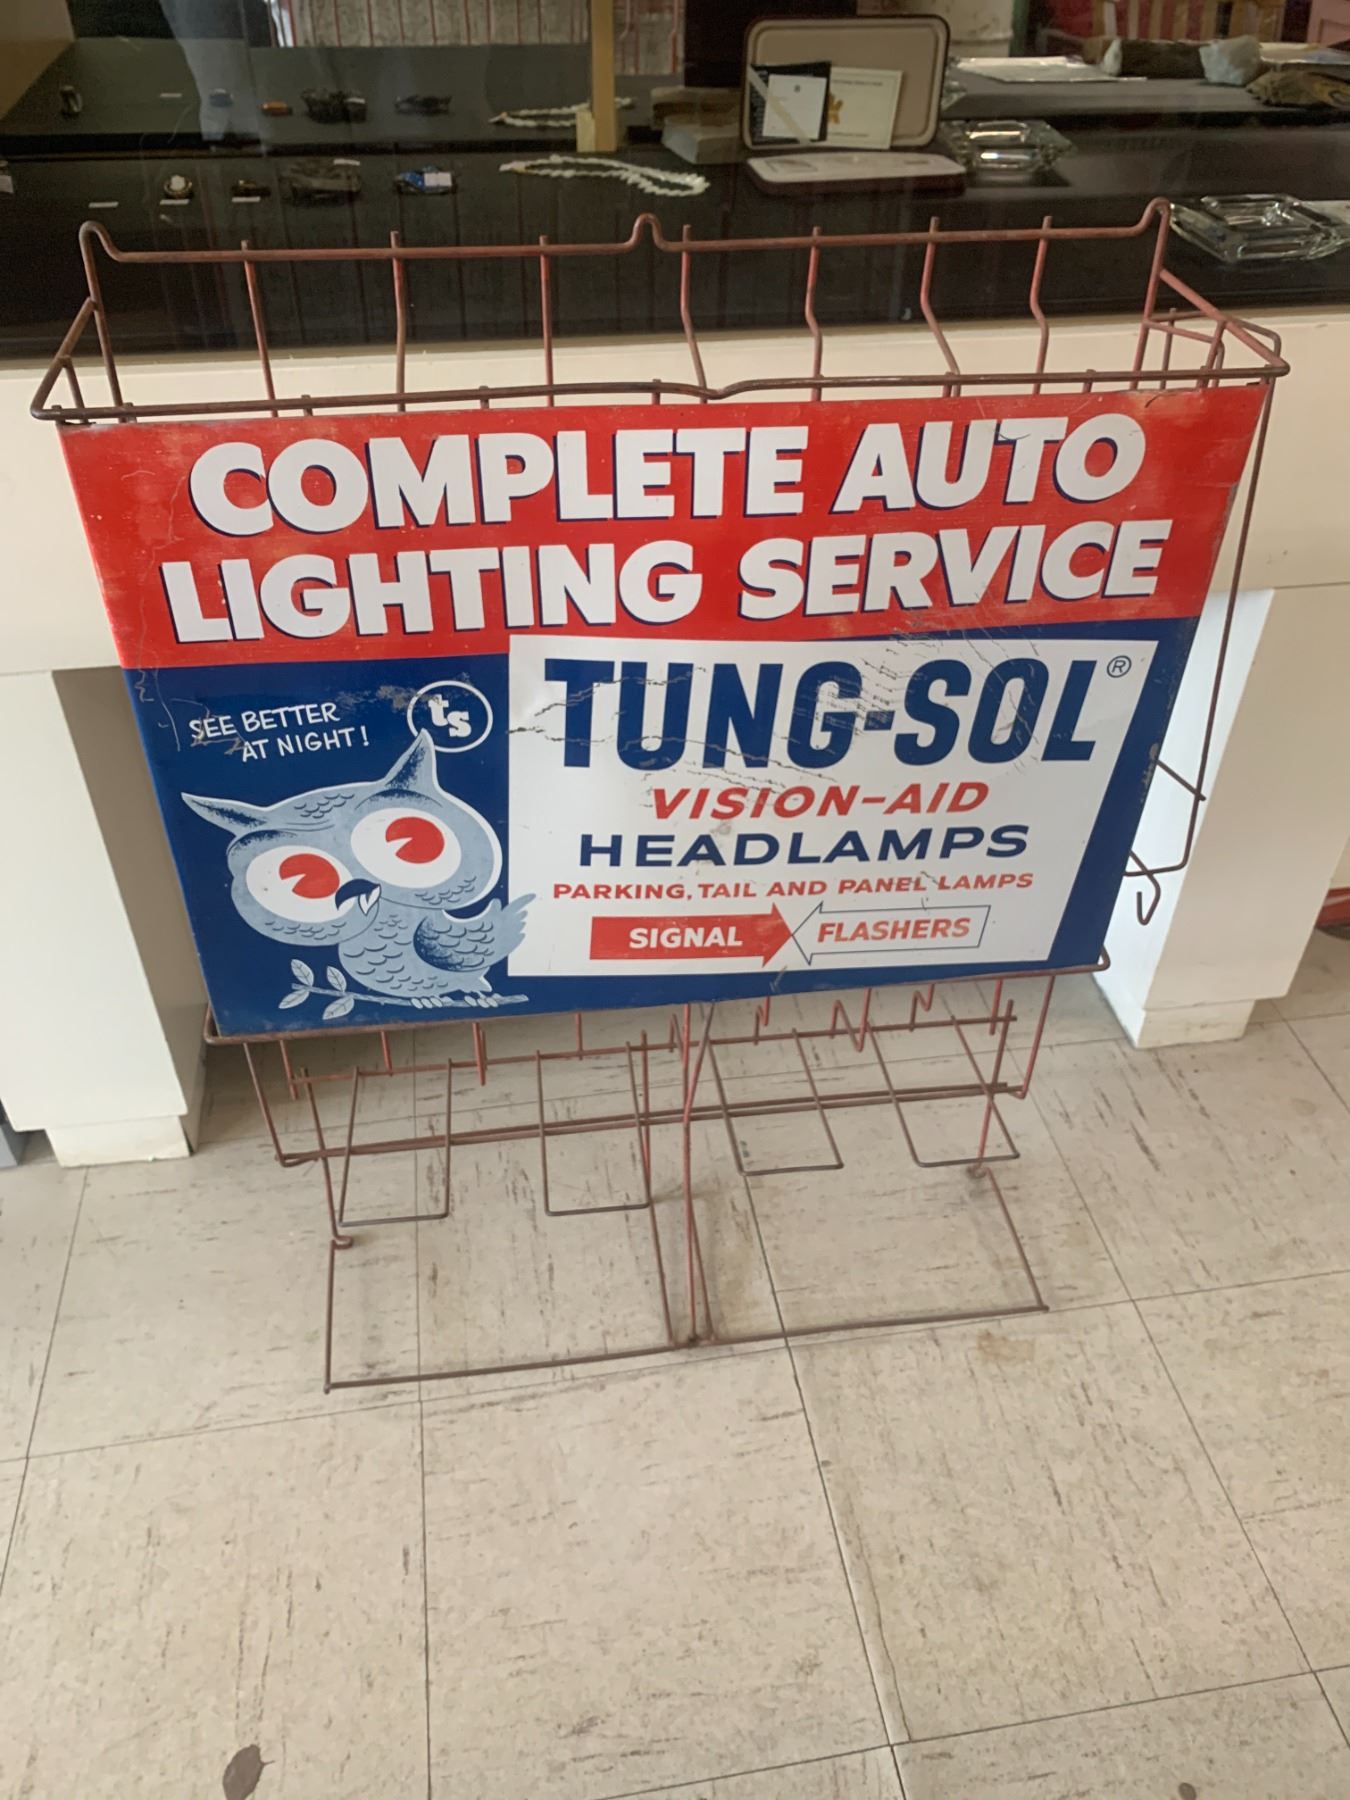 COMPLETE AUTO
LIGHTING SERVICE
SEE BETTER
AT NIGHT!
ts
TUNG-SOL®
VISION-AID
HEADLAMPS
PARKING, TAIL AND PANEL LAMPS
SIGNAL FLASHERS